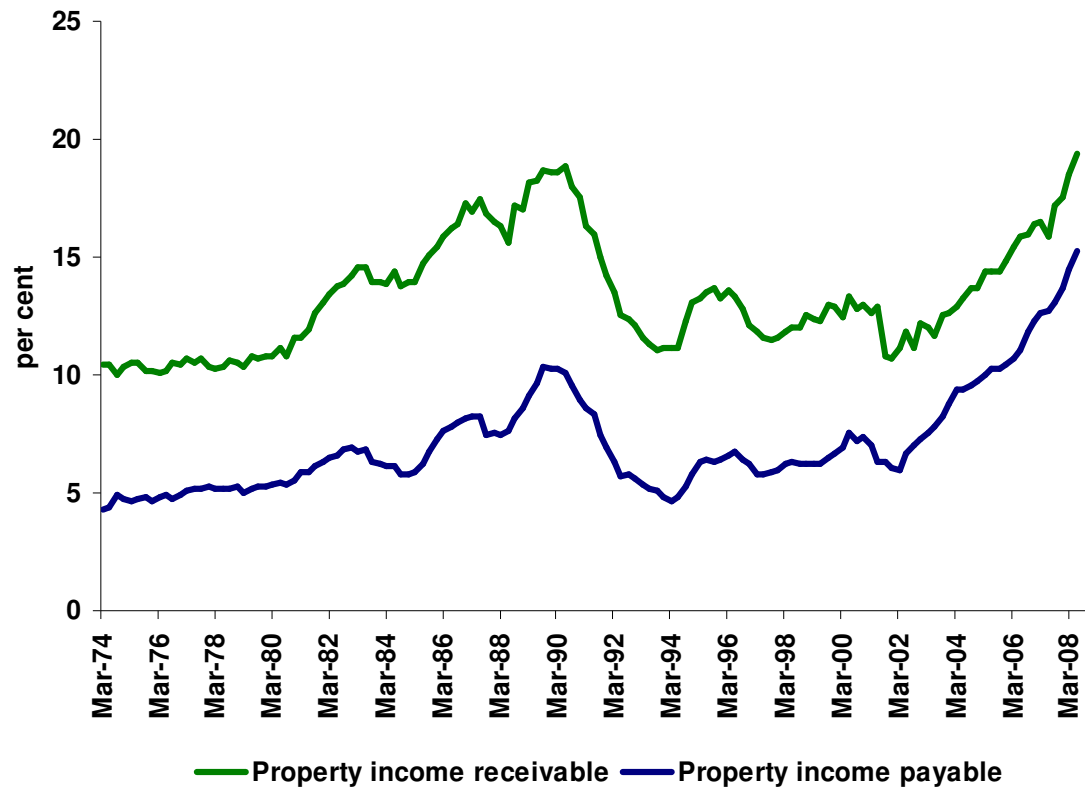 25
20
15
10
5
0
per cent
Mar-74
Mar-76
Mar-78
Mar-80
Mar-82
Mar-84
Mar-86
Mar-88
Mar-90
Mar-92
Mar-94
Mar-96
Mar-98
Mar-00
Mar-02
Mar-04
Mar-06
Mar-08
Property income receivable Property income payable